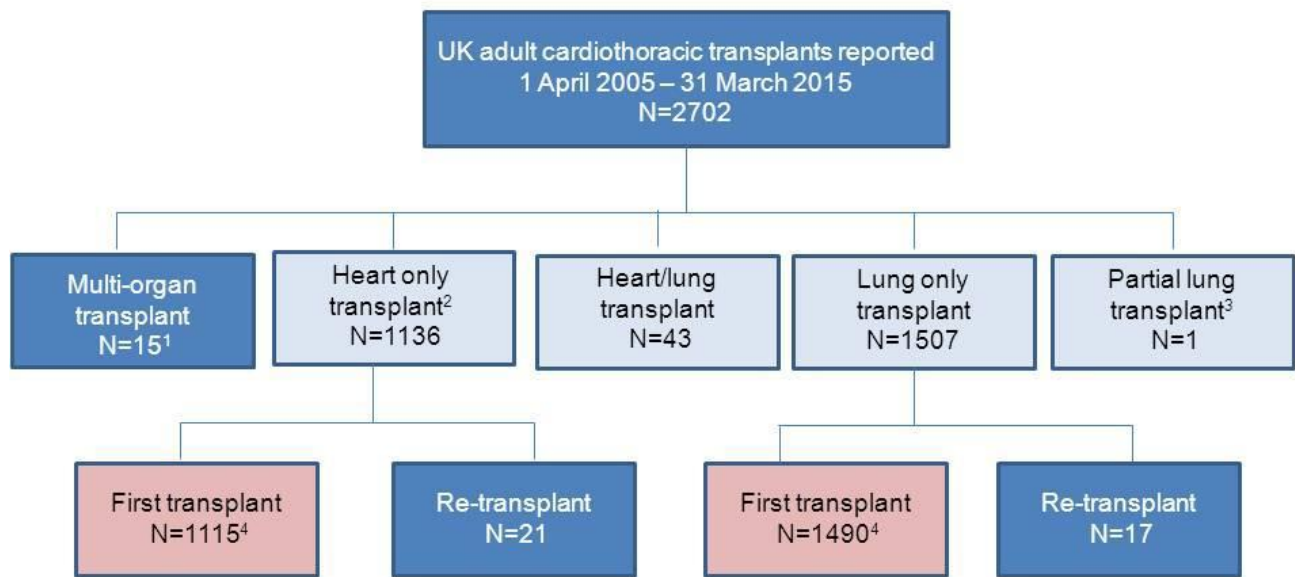 UK adult cardiothoracic transplants reported
1 April 2005 – 31 March 2015
N=2702
Multi-organ
transplant
N=15¹
Heart only
transplant²
N=1136
Heart/lung
transplant
N=43
Lung only
transplant
N=1507
Partial lung
transplant³
N=1
First transplant
N=1115⁴
Re-transplant
N=21
First transplant
N=1490⁴
Re-transplant
N=17